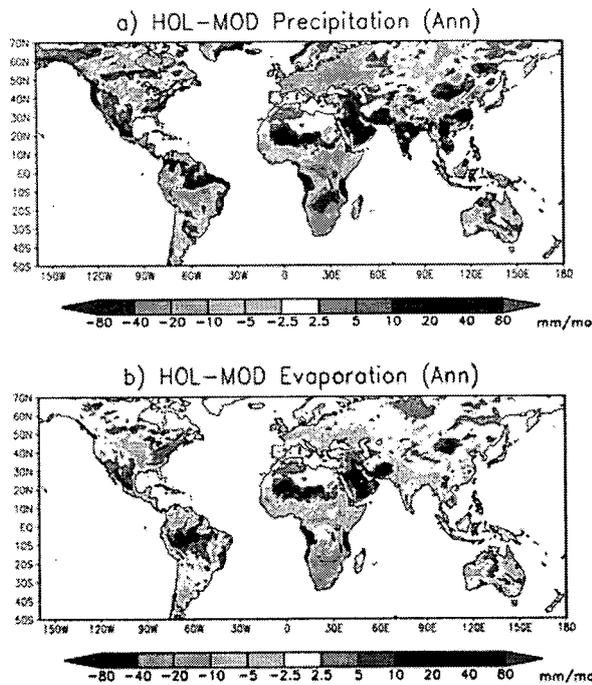 a) HOL-MOD Precipitation (Ann)
70N
60N
50N
40N
30N
20N
10N
EQ
10S
20S
30S
40S
50S
150W 120W 90W 60W 30W 0 30E 60E 90E 120E 150E 180
-80 -40 -20 -10 -5 -2.5 2.5 5 10 20 40 80 mm/mo
b) HOL-MOD Evaporation (Ann)
70N
60N
50N
40N
30N
20N
10N
EQ
10S
20S
30S
40S
50S
150W 120W 90W 60W 30W 0 30E 60E 90E 120E 150E 180
-80 -40 -20 -10 -5 -2.5 2.5 5 10 20 40 80 mm/mo